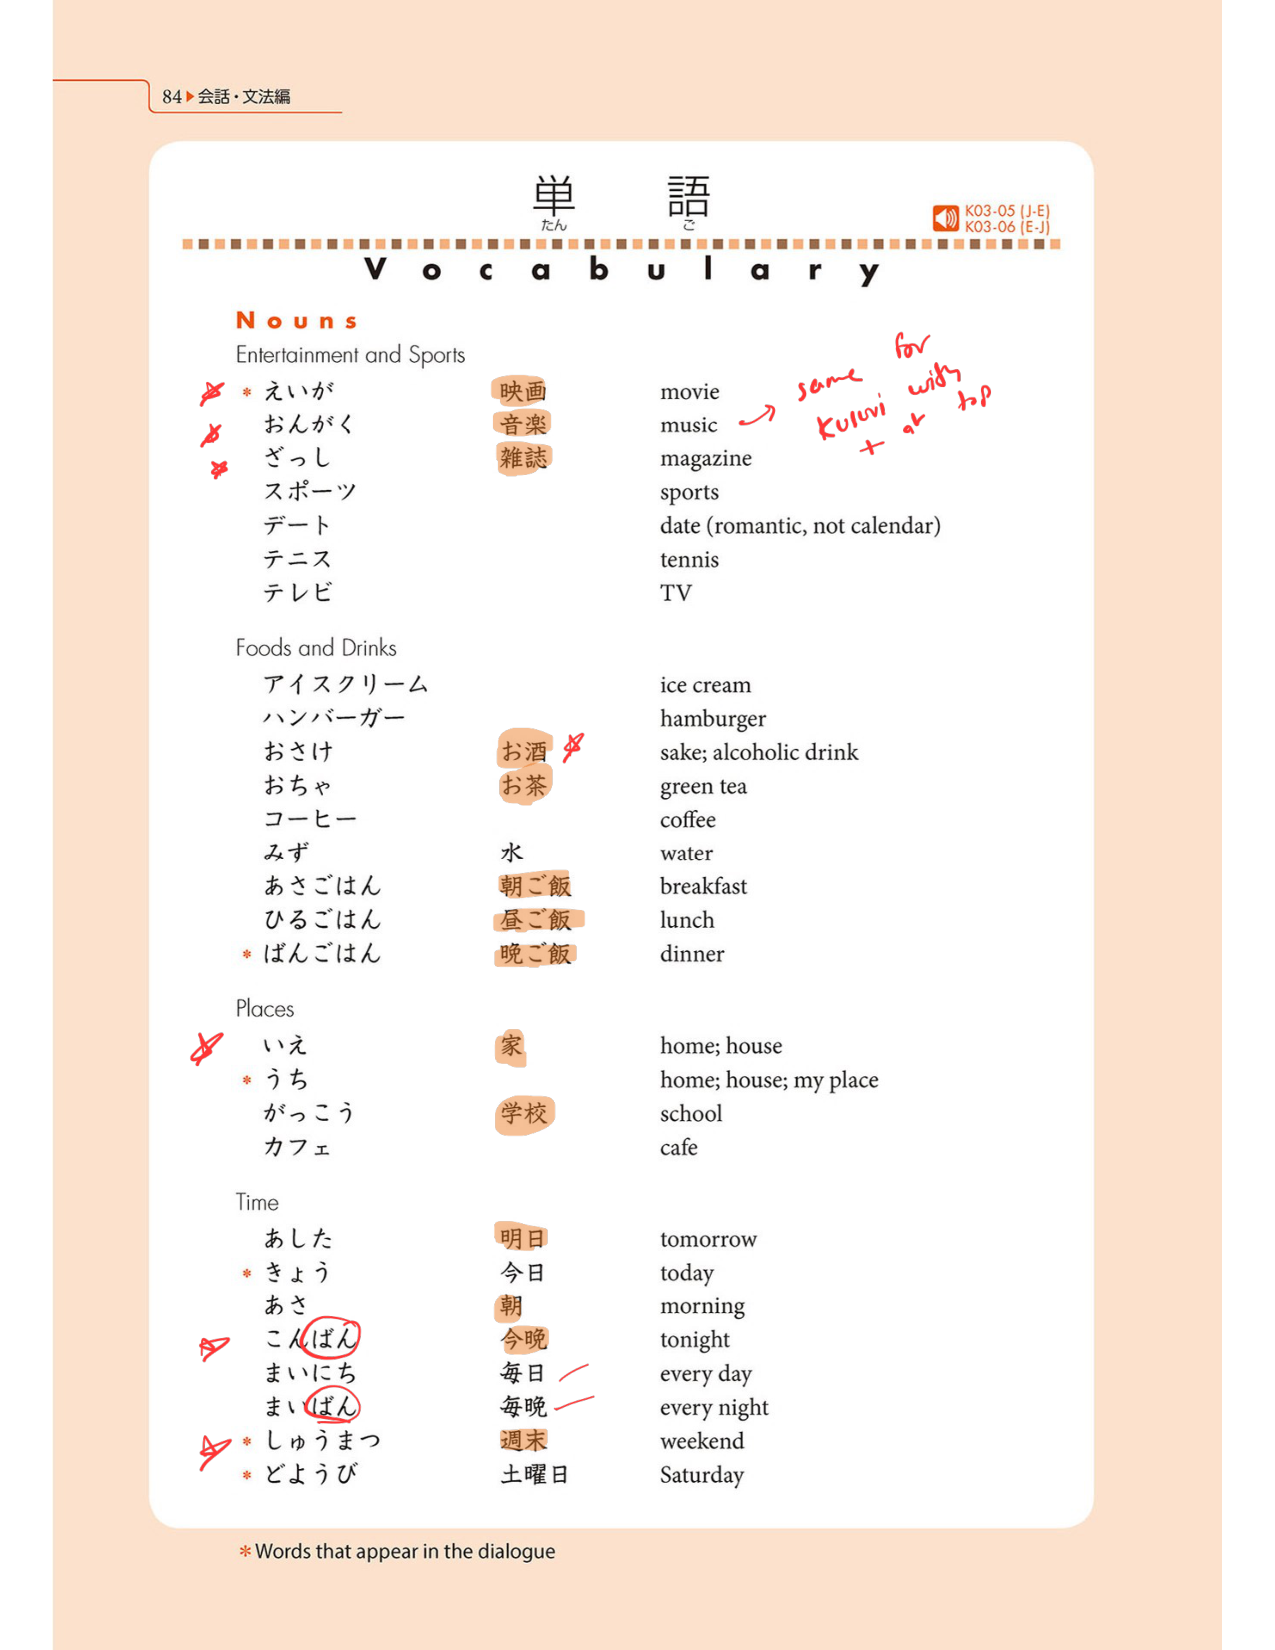 84▶会話・文法編
単語
たんご
K03-05 (J-E)
K03-06 (E-J)
Vocabulary
Nouns
Entertainment and Sports
* えいが 映画 movie
おんがく 音楽 music
ざっし 雑誌 magazine
スポーツ sports
デート date (romantic, not calendar)
テニス tennis
テレビ TV
same for
with
+ at top
Foods and Drinks
アイスクリーム ice cream
ハンバーガー hamburger
おさけ お酒 sake; alcoholic drink
おちゃ お茶 green tea
コーヒー coffee
みず 水 water
あさごはん 朝ご飯 breakfast
ひるごはん 昼ご飯 lunch
* ばんごはん 晩ご飯 dinner
Places
いえ 家 home; house
* うち home; house; my place
がっこう 学校 school
カフェ cafe
Time
あした 明日 tomorrow
* きょう 今日 today
あさ 朝 morning
こんばん 今晩 tonight
まいにち 毎日 every day
まいばん 毎晩 every night
* しゅうまつ 週末 weekend
* どようび 土曜日 Saturday
* Words that appear in the dialogue